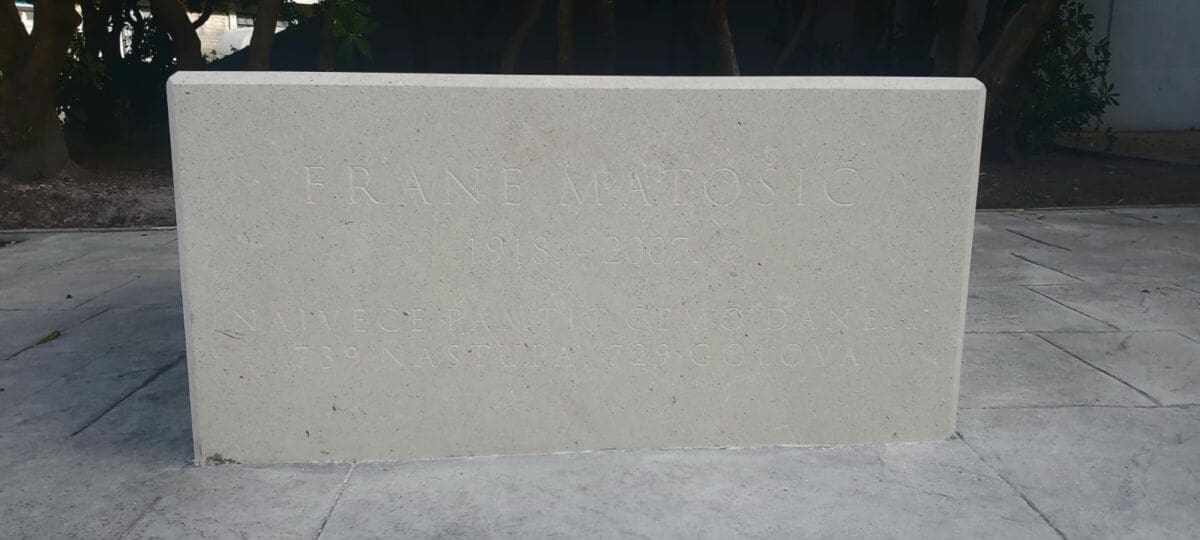 FRANE MATOŠIĆ
1918. - 2007.
NAJVEĆE PAMTIT ĆEMO DANE...
739 NASTUPA 729 GOLOVA